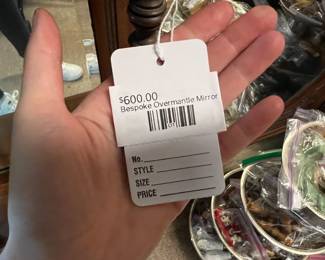 $600.00
Bespoke Overmantle Mirror
No.
STYLE
SIZE
PRICE